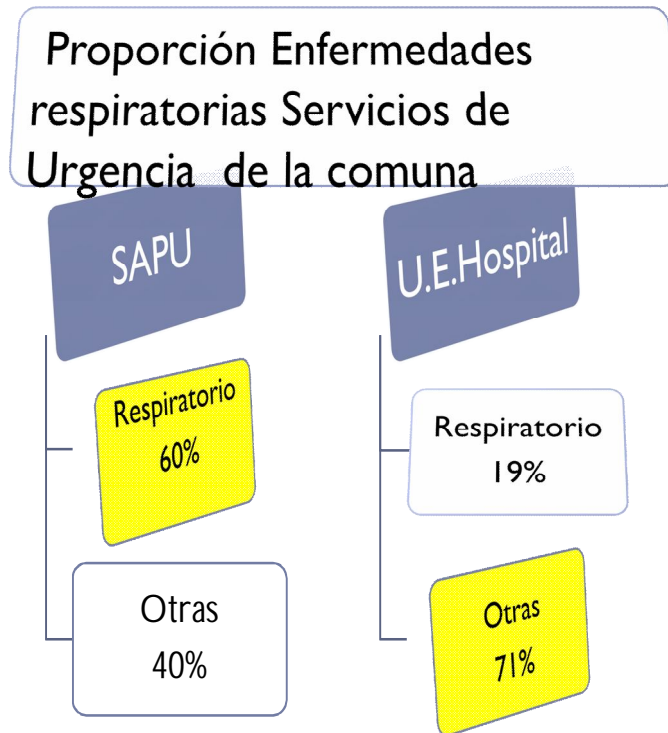 Proporción Enfermedades
respiratorias Servicios de
Urgencia de la comuna
SAPU
Respiratorio
60%
Otras
40%
U.E.Hospital
Respiratorio
19%
Otras
71%